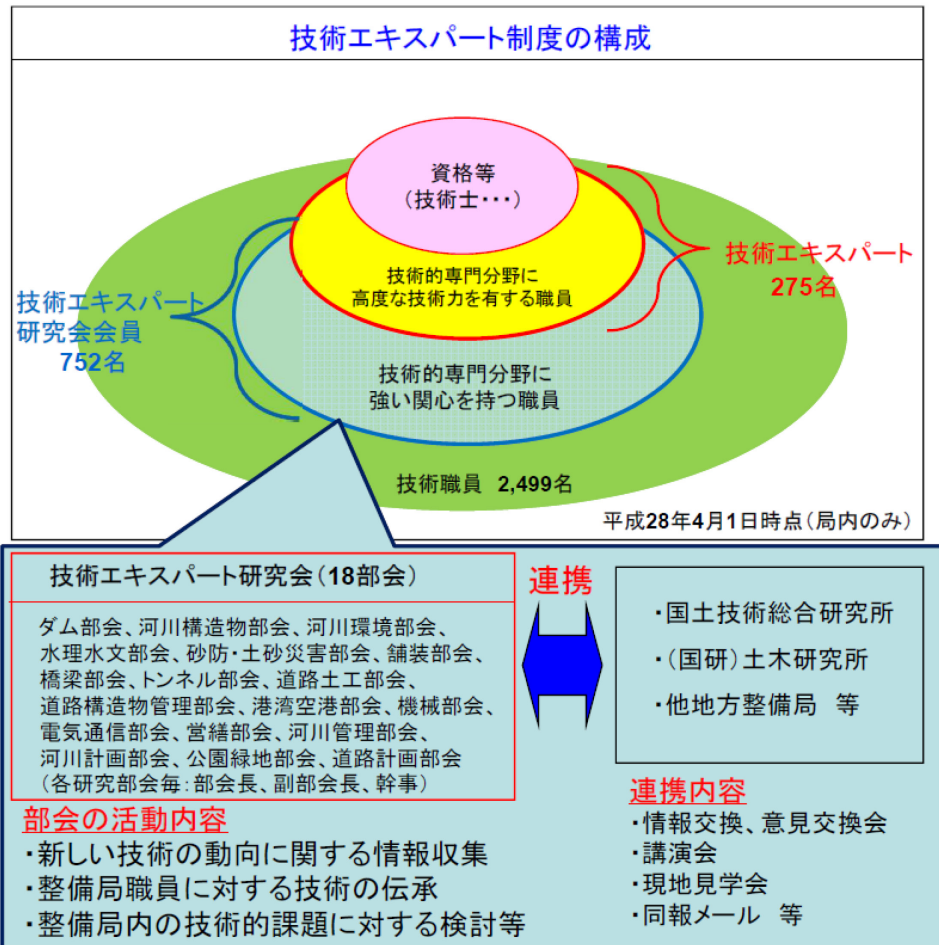 技術エキスパート制度の構成
資格等
(技術士・・・)
技術的専門分野に
高度な技術力を有する職員
技術エキスパート
275名
技術エキスパート
研究会会員
752名
技術的専門分野に
強い関心を持つ職員
技術職員 2,499名
平成28年4月1日時点(局内のみ)
技術エキスパート研究会(18部会)
ダム部会、河川構造物部会、河川環境部会、
水理水文部会、砂防・土砂災害部会、舗装部会、
橋梁部会、トンネル部会、道路土工部会、
道路構造物管理部会、港湾空港部会、機械部会、
電気通信部会、営繕部会、河川管理部会、
河川計画部会、公園緑地部会、道路計画部会
(各研究部会毎:部会長、副部会長、幹事)
連携
・国土技術総合研究所
・(国研)土木研究所
・他地方整備局 等
部会の活動内容
・新しい技術の動向に関する情報収集
・整備局職員に対する技術の伝承
・整備局内の技術的課題に対する検討等
連携内容
・情報交換、意見交換会
・講演会
・現地見学会
・同報メール 等